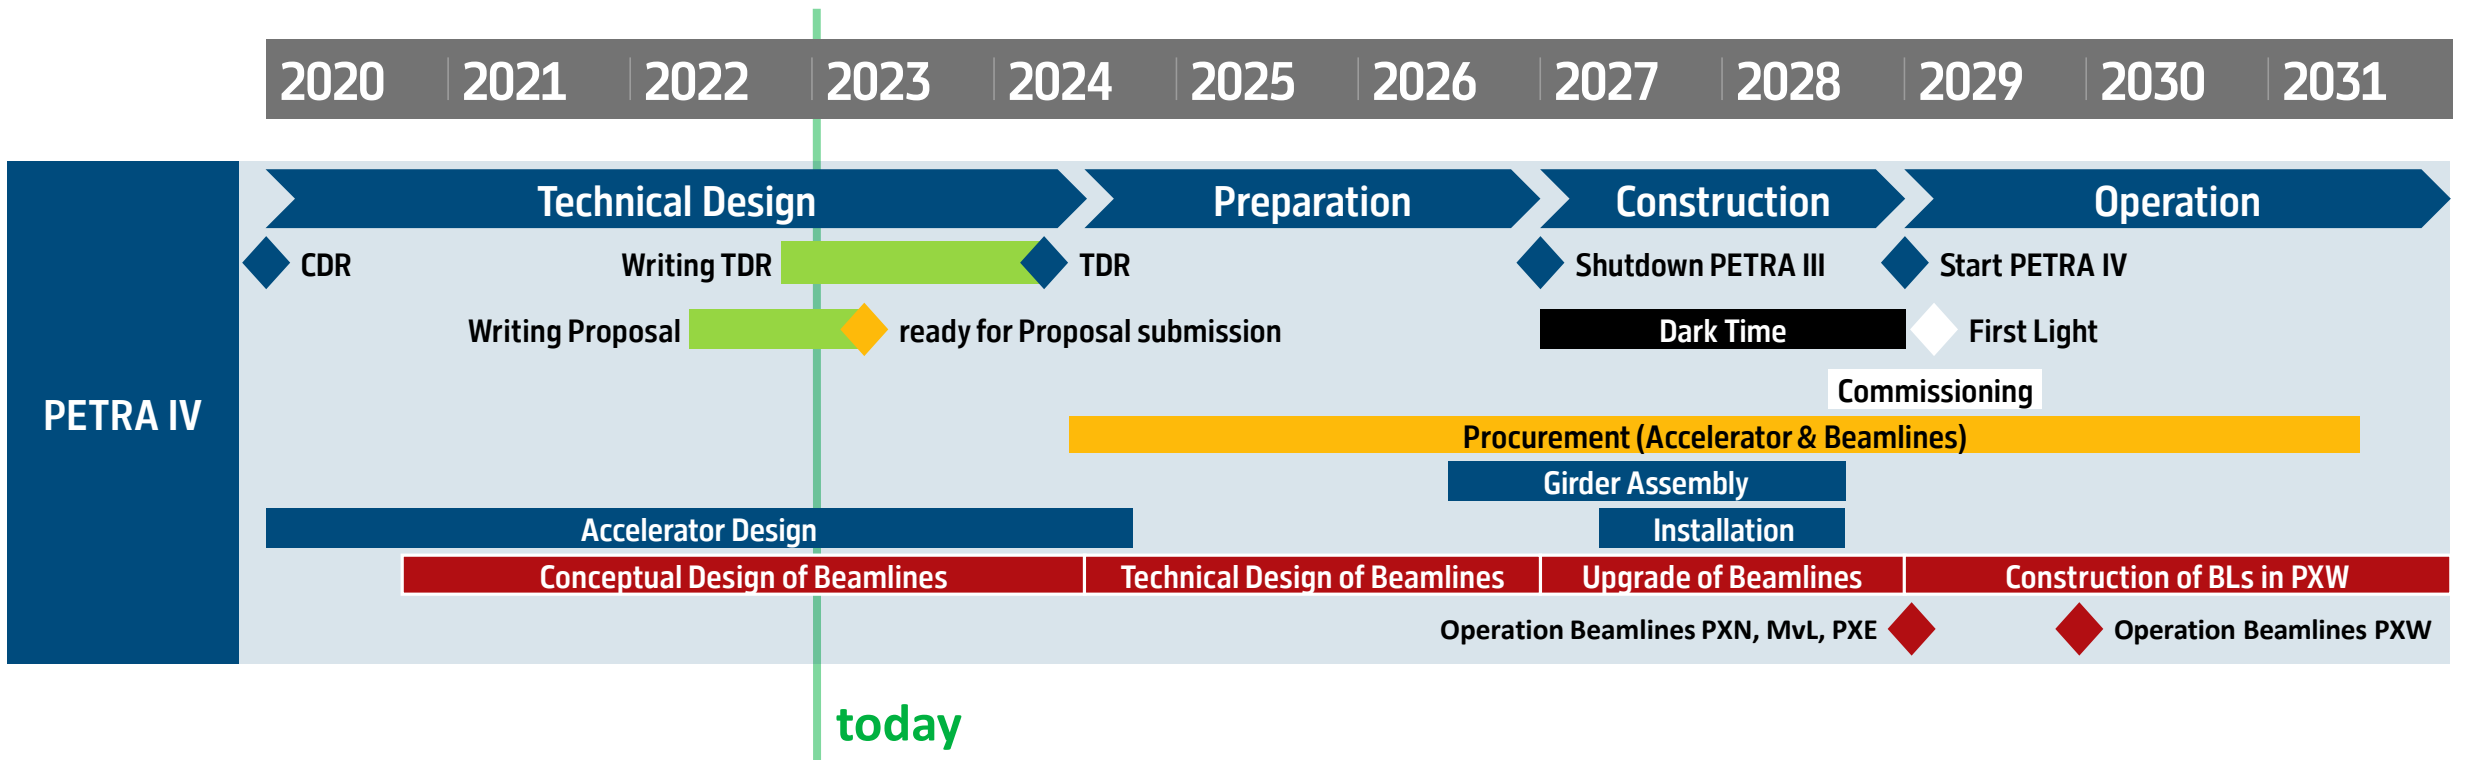 2020 2021 2022 2023 2024 2025 2026 2027 2028 2029 2030 2031
Technical Design Preparation Construction Operation
CDR Writing TDR TDR Shutdown PETRA III Start PETRA IV
Writing Proposal ready for Proposal submission Dark Time First Light
Commissioning
PETRA IV
Procurement (Accelerator & Beamlines)
Girder Assembly
Accelerator Design Installation
Conceptual Design of Beamlines Technical Design of Beamlines Upgrade of Beamlines Construction of BLs in PXW
Operation Beamlines PXN, MvL, PXE Operation Beamlines PXW
today